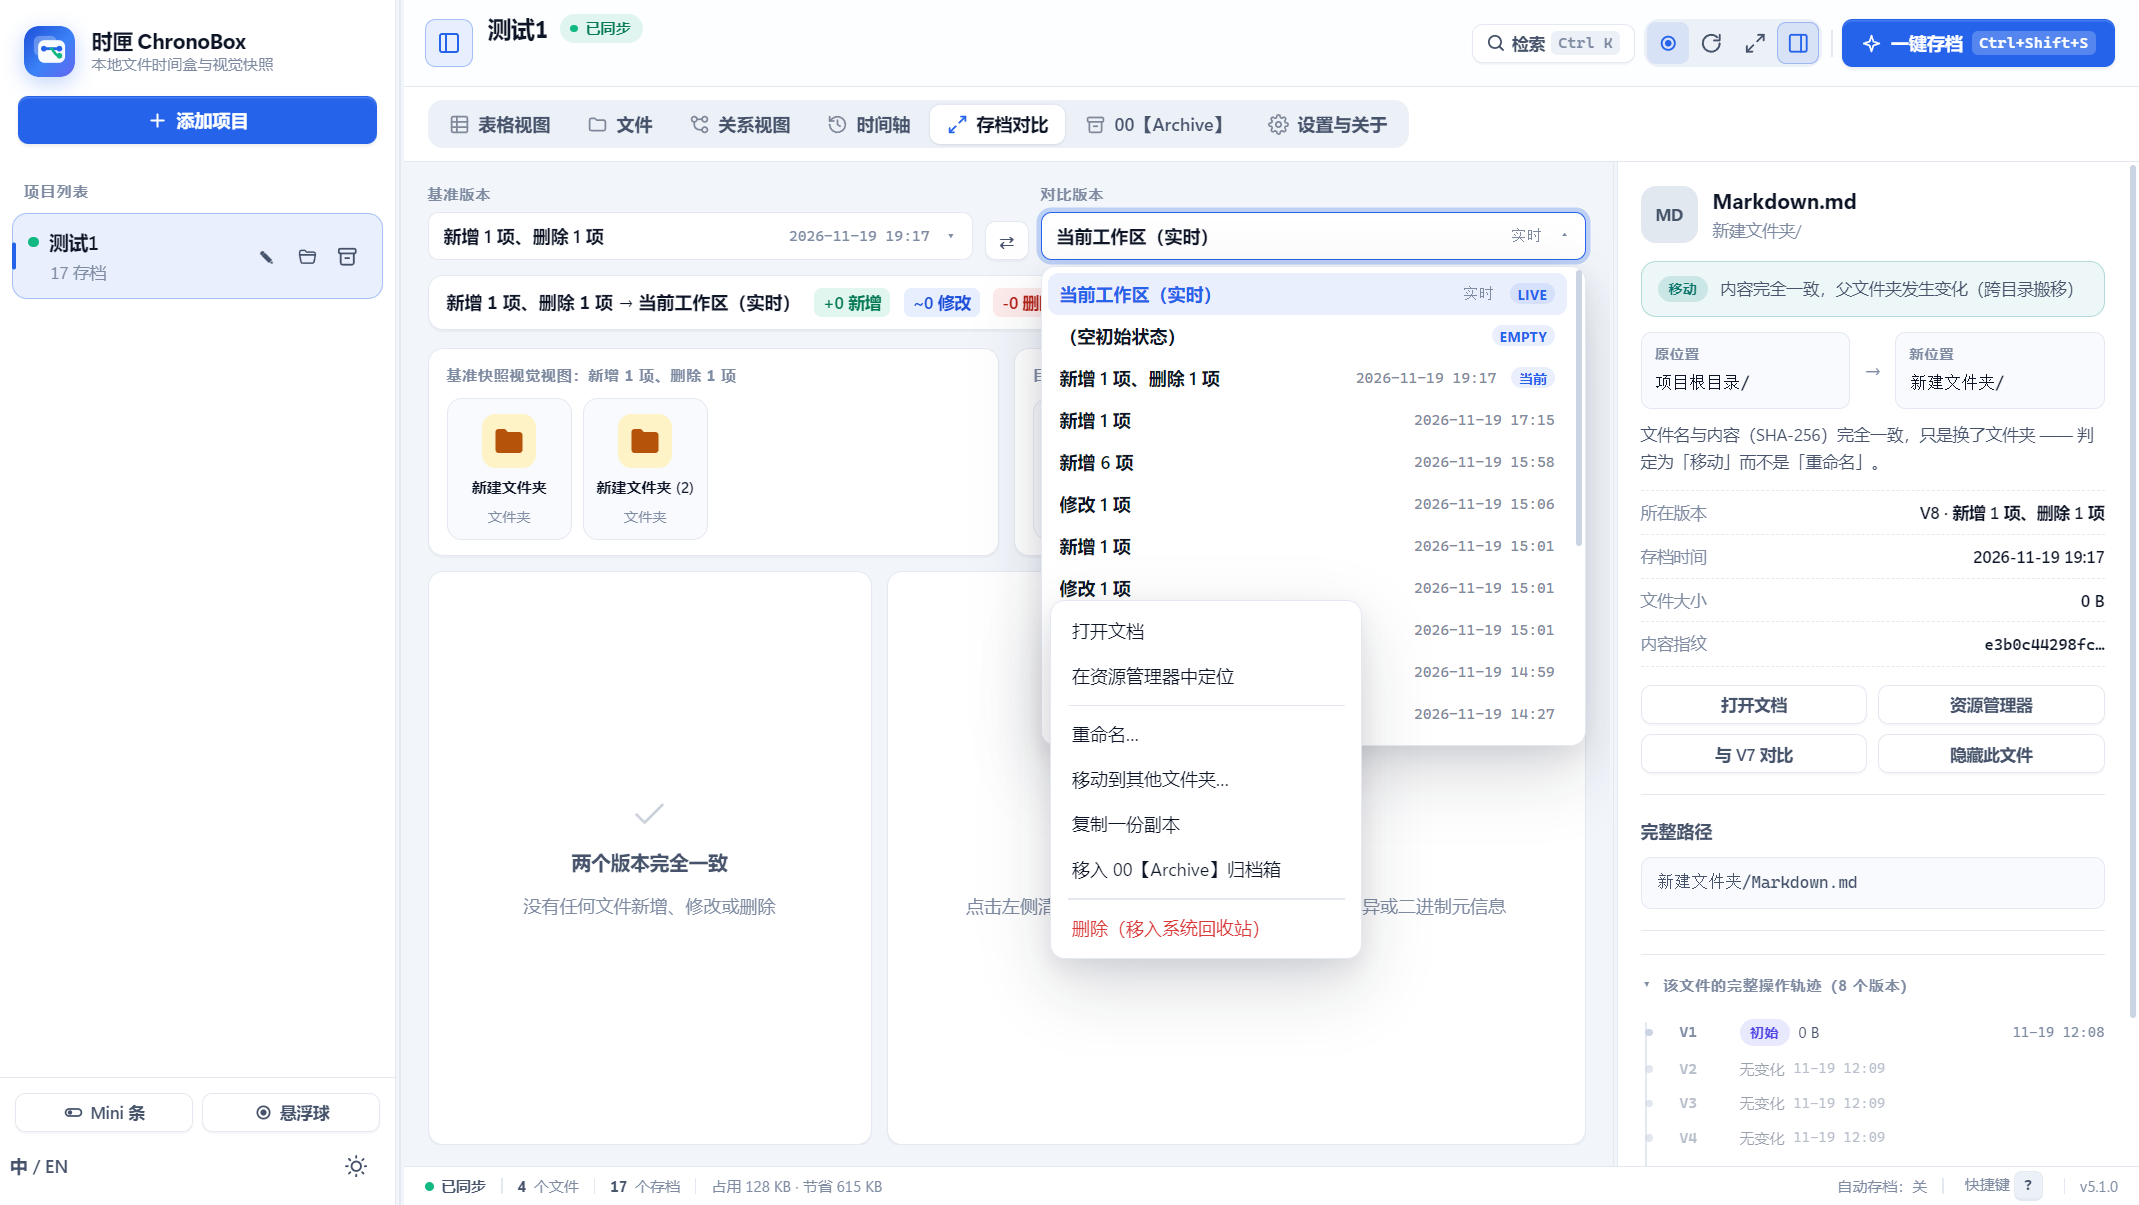 时匣 ChronoBox
本地文件时间盒与视觉快照
添加项目
项目列表
测试1
17 存档
Mini 条
悬浮球
中 / EN
测试1
已同步
检索 Ctrl K
一键存档 Ctrl+Shift+S
表格视图
文件
关系视图
时间轴
存档对比
00【Archive】
设置与关于
基准版本
新增 1 项、删除 1 项 2026-11-19 19:17
对比版本
当前工作区（实时） 实时
新增 1 项、删除 1 项 → 当前工作区（实时） +0 新增 ~0 修改 -0
当前工作区（实时） 实时 LIVE
（空初始状态） EMPTY
新增 1 项、删除 1 项 2026-11-19 19:17 当前
新增 1 项 2026-11-19 17:15
新增 6 项 2026-11-19 15:58
修改 1 项 2026-11-19 15:06
新增 1 项 2026-11-19 15:01
修改 1 项 2026-11-19 15:01
2026-11-19 15:01
2026-11-19 14:59
2026-11-19 14:27
基准快照视觉视图：新增 1 项、删除 1 项
新建文件夹
文件夹
新建文件夹 (2)
文件夹
两个版本完全一致
没有任何文件新增、修改或删除
点击左侧 异或二进制元信息
打开文档
在资源管理器中定位
重命名...
移动到其他文件夹...
复制一份副本
移入 00【Archive】归档箱
删除（移入系统回收站）
MD
Markdown.md
新建文件夹/
移动 内容完全一致，父文件夹发生变化（跨目录搬移）
原位置
项目根目录/
→
新位置
新建文件夹/
文件名与内容（SHA-256）完全一致，只是换了文件夹 —— 判
定为「移动」而不是「重命名」。
所在版本 V8 · 新增 1 项、删除 1 项
存档时间 2026-11-19 19:17
文件大小 0 B
内容指纹 e3b0c44298fc…
打开文档
资源管理器
与 V7 对比
隐藏此文件
完整路径
新建文件夹/Markdown.md
该文件的完整操作轨迹（8 个版本）
V1 初始 0 B 11-19 12:08
V2 无变化 11-19 12:09
V3 无变化 11-19 12:09
V4 无变化 11-19 12:09
已同步 4 个文件 17 个存档 占用 128 KB · 节省 615 KB
自动存档：关 快捷键 ? v5.1.0